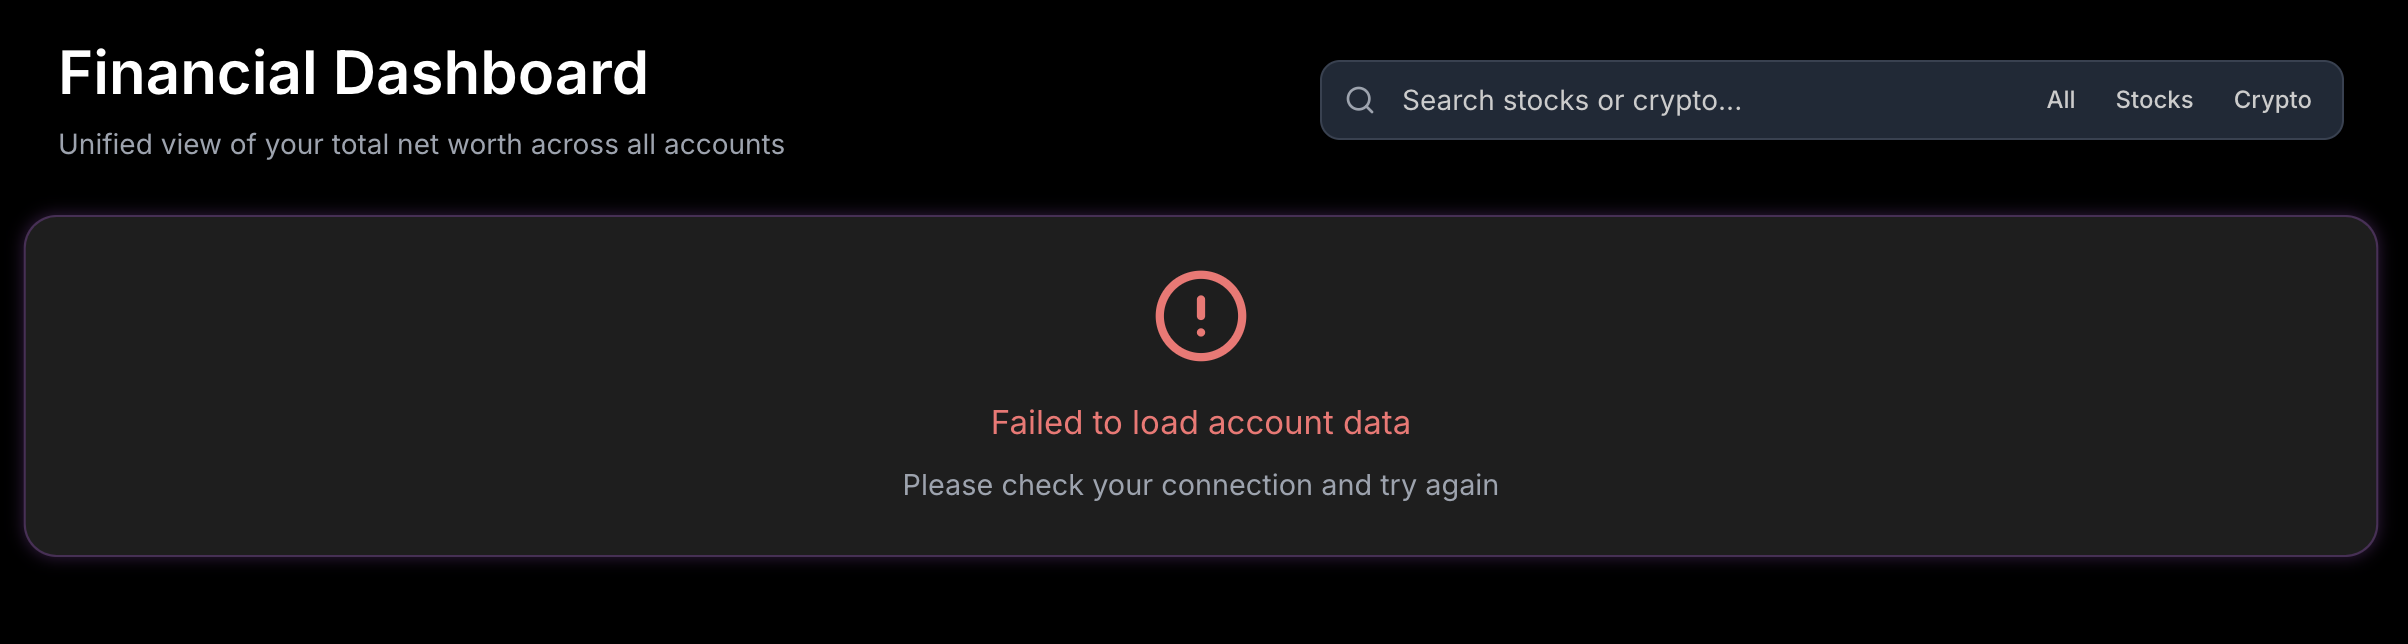 Financial Dashboard
Unified view of your total net worth across all accounts
Search stocks or crypto...
All
Stocks
Crypto
Failed to load account data
Please check your connection and try again